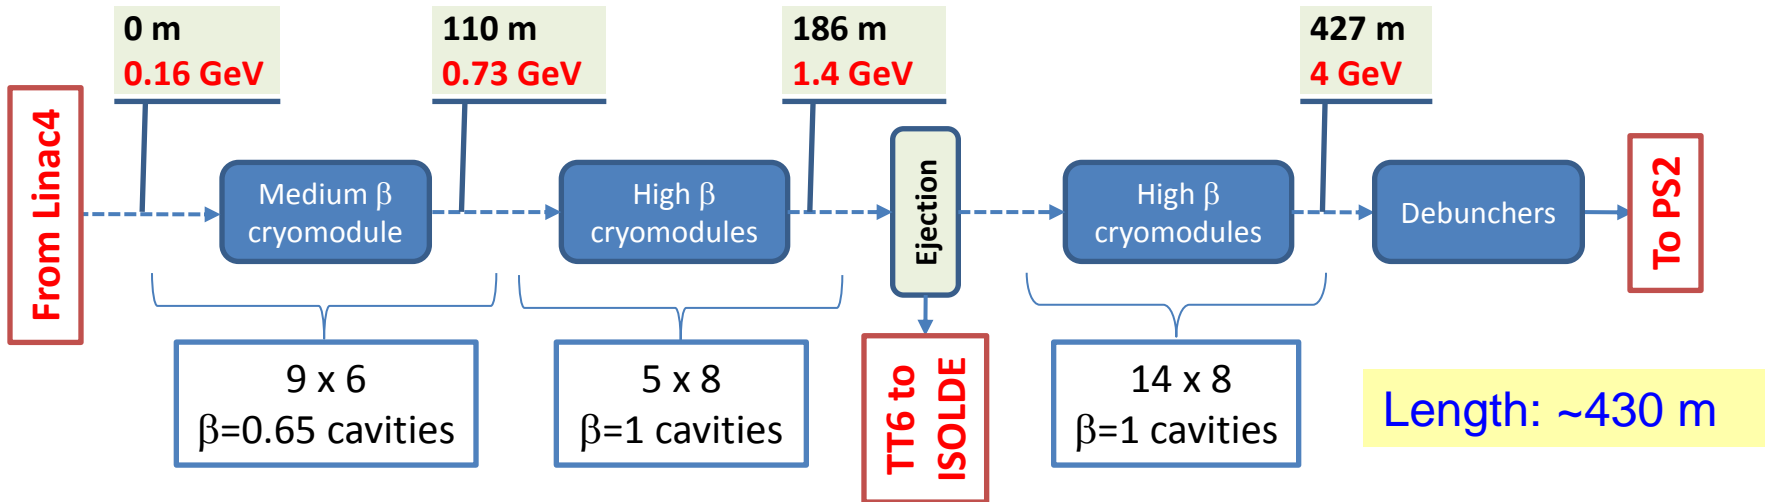 0 m
0.16 GeV
110 m
0.73 GeV
186 m
1.4 GeV
427 m
4 GeV
From Linac4
Medium β
cryomodule
High β
cryomodules
Ejection
High β
cryomodules
Debunchers
To PS2
9 x 6
β=0.65 cavities
5 x 8
β=1 cavities
TT6 to
ISOLDE
14 x 8
β=1 cavities
Length: ~430 m